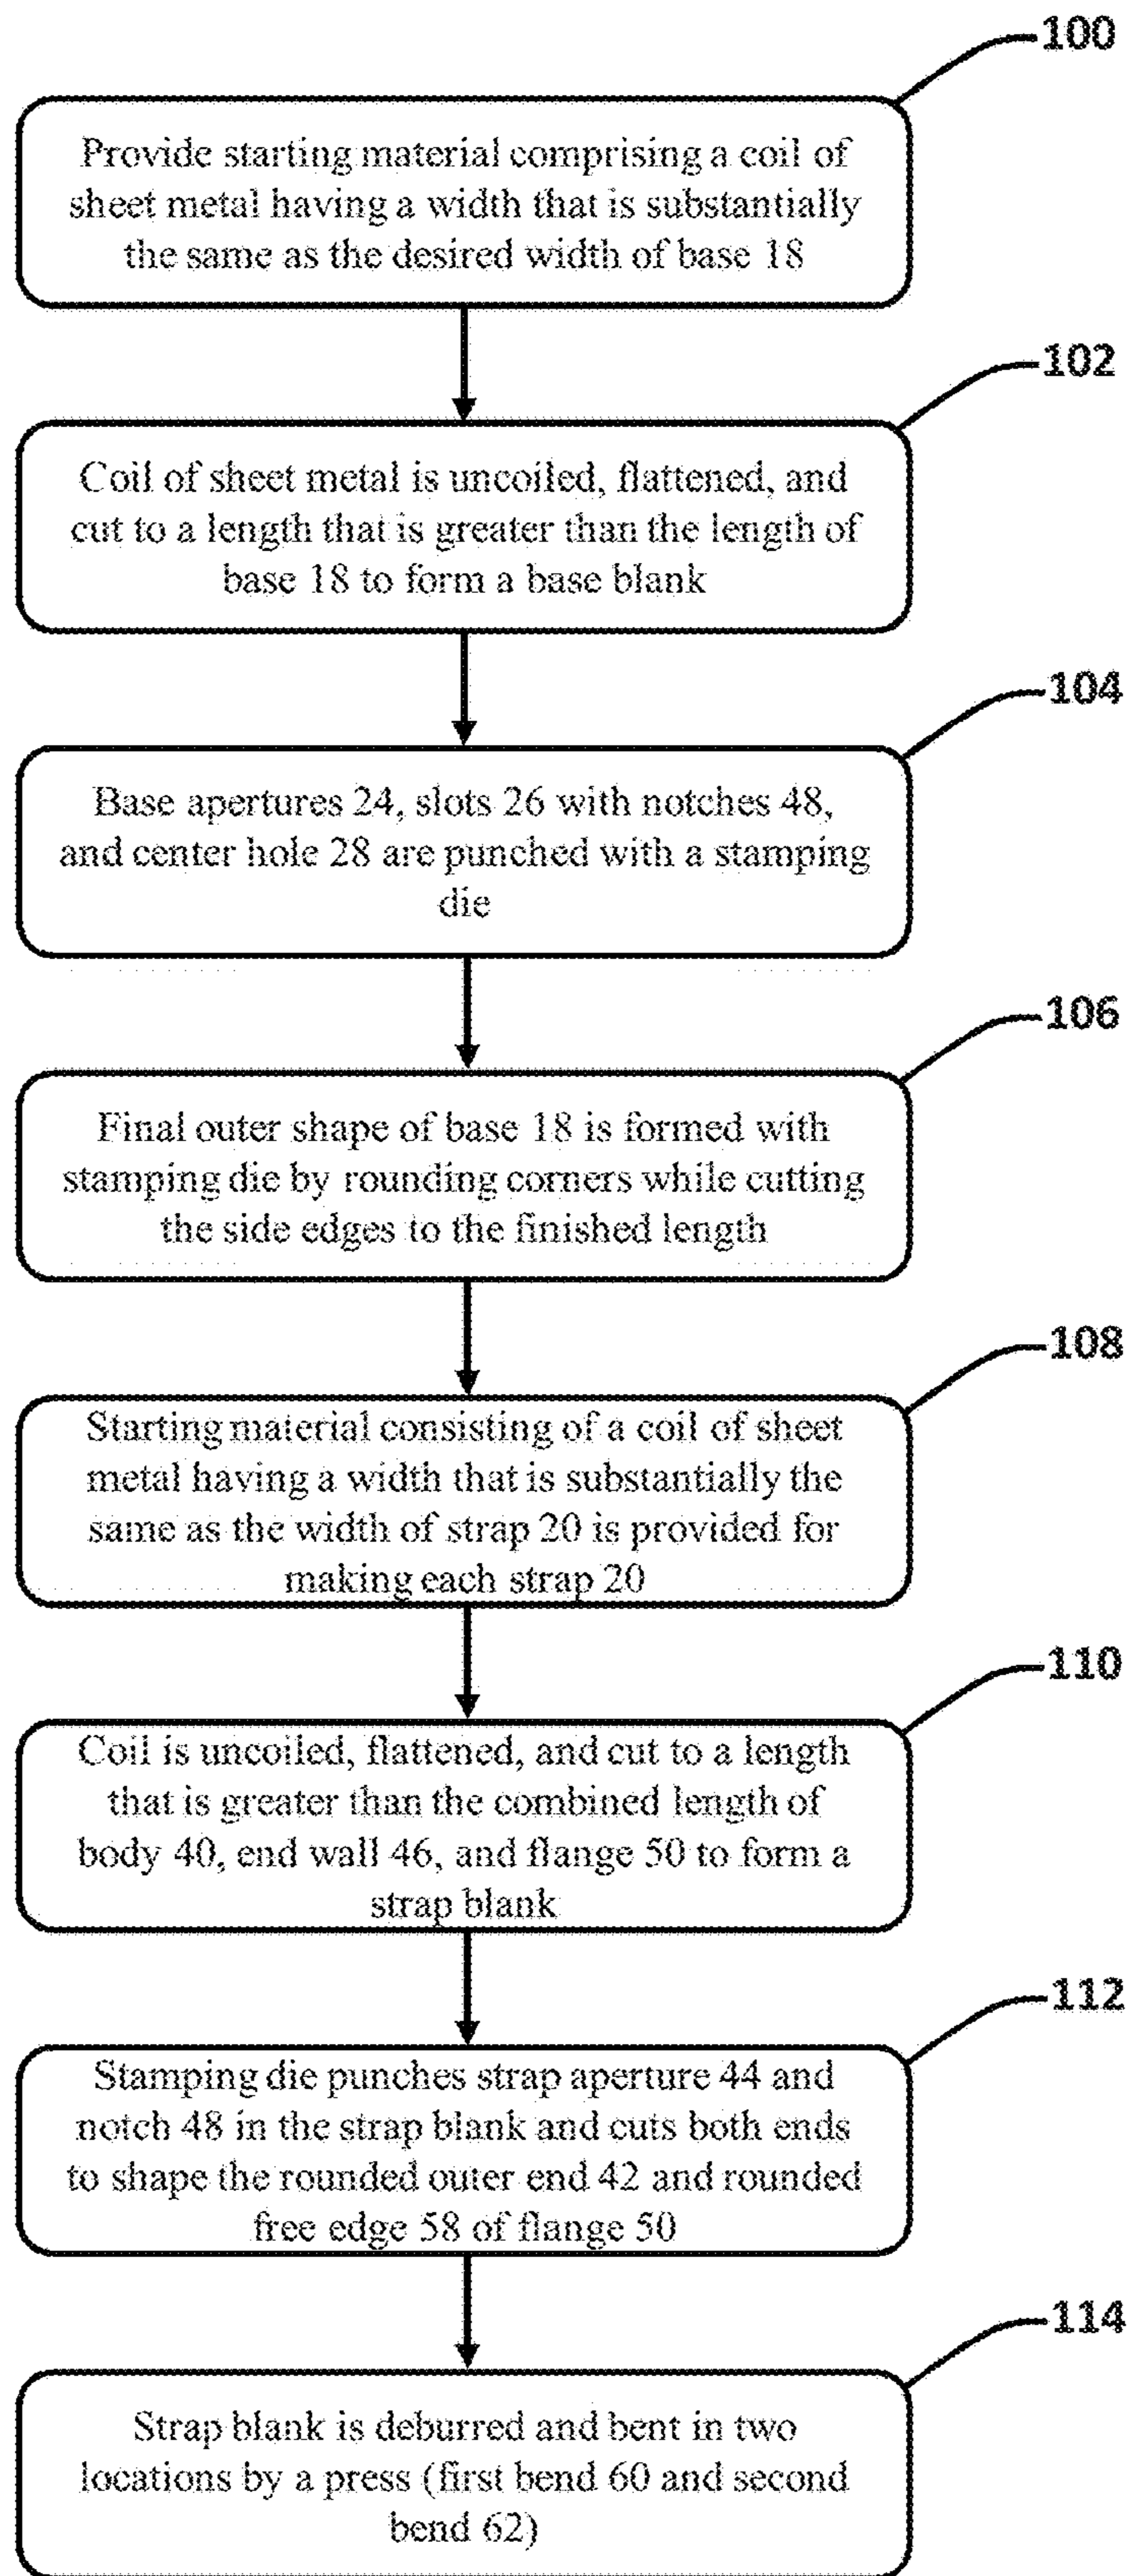 100
Provide starting material comprising a coil of
sheet metal having a width that is substantially
the same as the desired width of base 18
102
Coil of sheet metal is uncoiled, flattened, and
cut to a length that is greater than the length of
base 18 to form a base blank
104
Base apertures 24, slots 26 with notches 48,
and center hole 28 are punched with a stamping
die
106
Final outer shape of base 18 is formed with
stamping die by rounding corners while cutting
the side edges to the finished length
108
Starting material consisting of a coil of sheet
metal having a width that is substantially the
same as the width of strap 20 is provided for
making each strap 20
110
Coil is uncoiled, flattened, and cut to a length
that is greater than the combined length of
body 40, end wall 46, and flange 50 to form a
strap blank
112
Stamping die punches strap aperture 44 and
notch 48 in the strap blank and cuts both ends
to shape the rounded outer end 42 and rounded
free edge 58 of flange 50
114
Strap blank is deburred and bent in two
locations by a press (first bend 60 and second
bend 62)